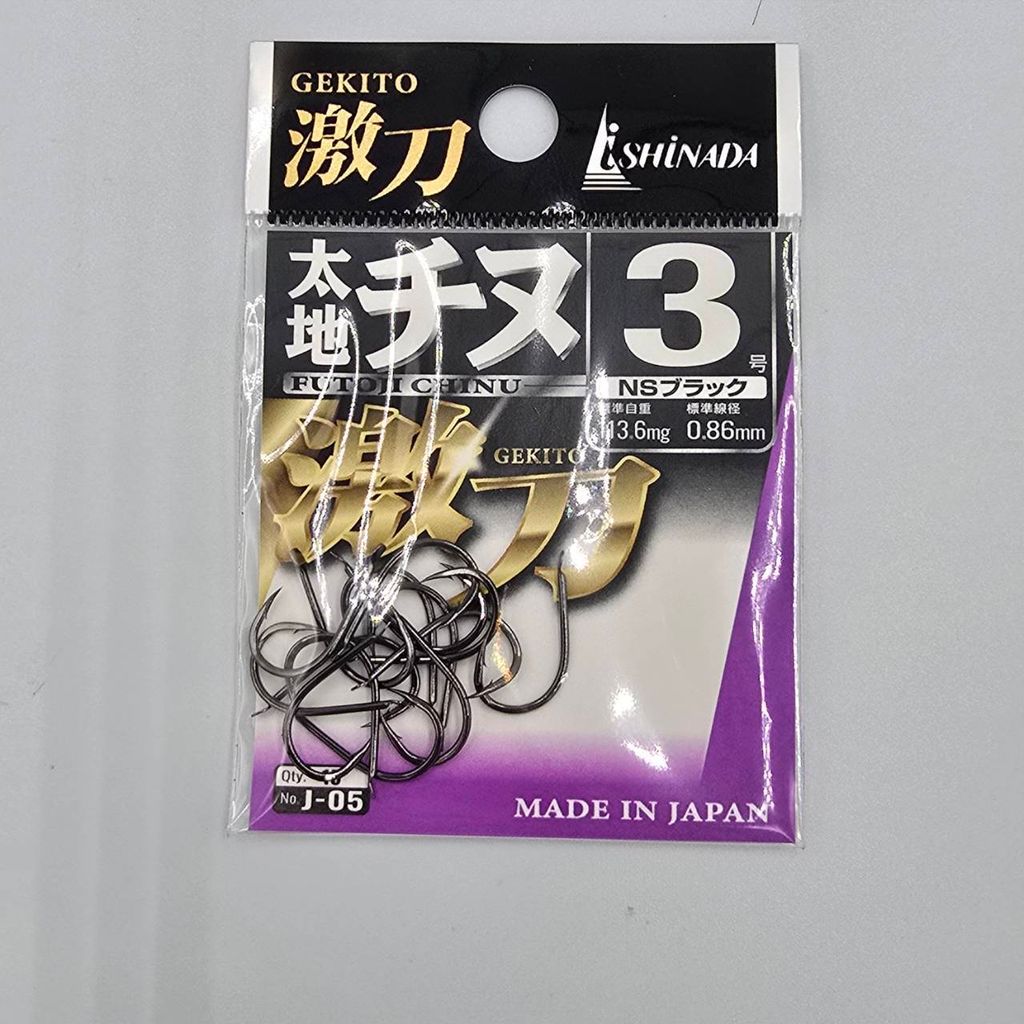 GEKITO
激刀
iSHiNADA
太地チヌ
FUTOJI CHINU
3号
NSブラック
標準自重 標準線径
113.6mg 0.86mm
GEKITO
激刀
Qty.
No. J-05
MADE IN JAPAN